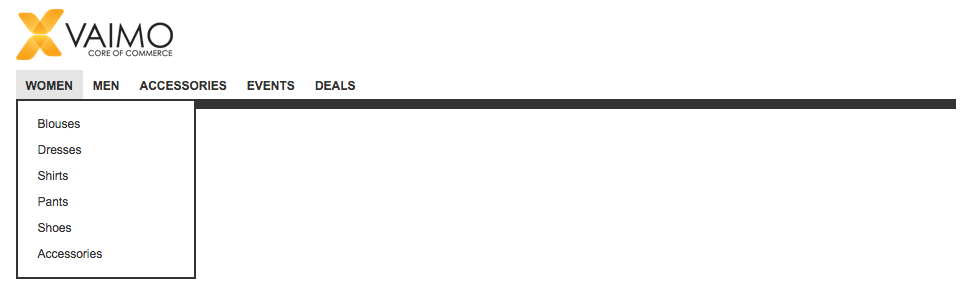 VAIMO
CORE OF COMMERCE
WOMEN MEN ACCESSORIES EVENTS DEALS
Blouses
Dresses
Shirts
Pants
Shoes
Accessories